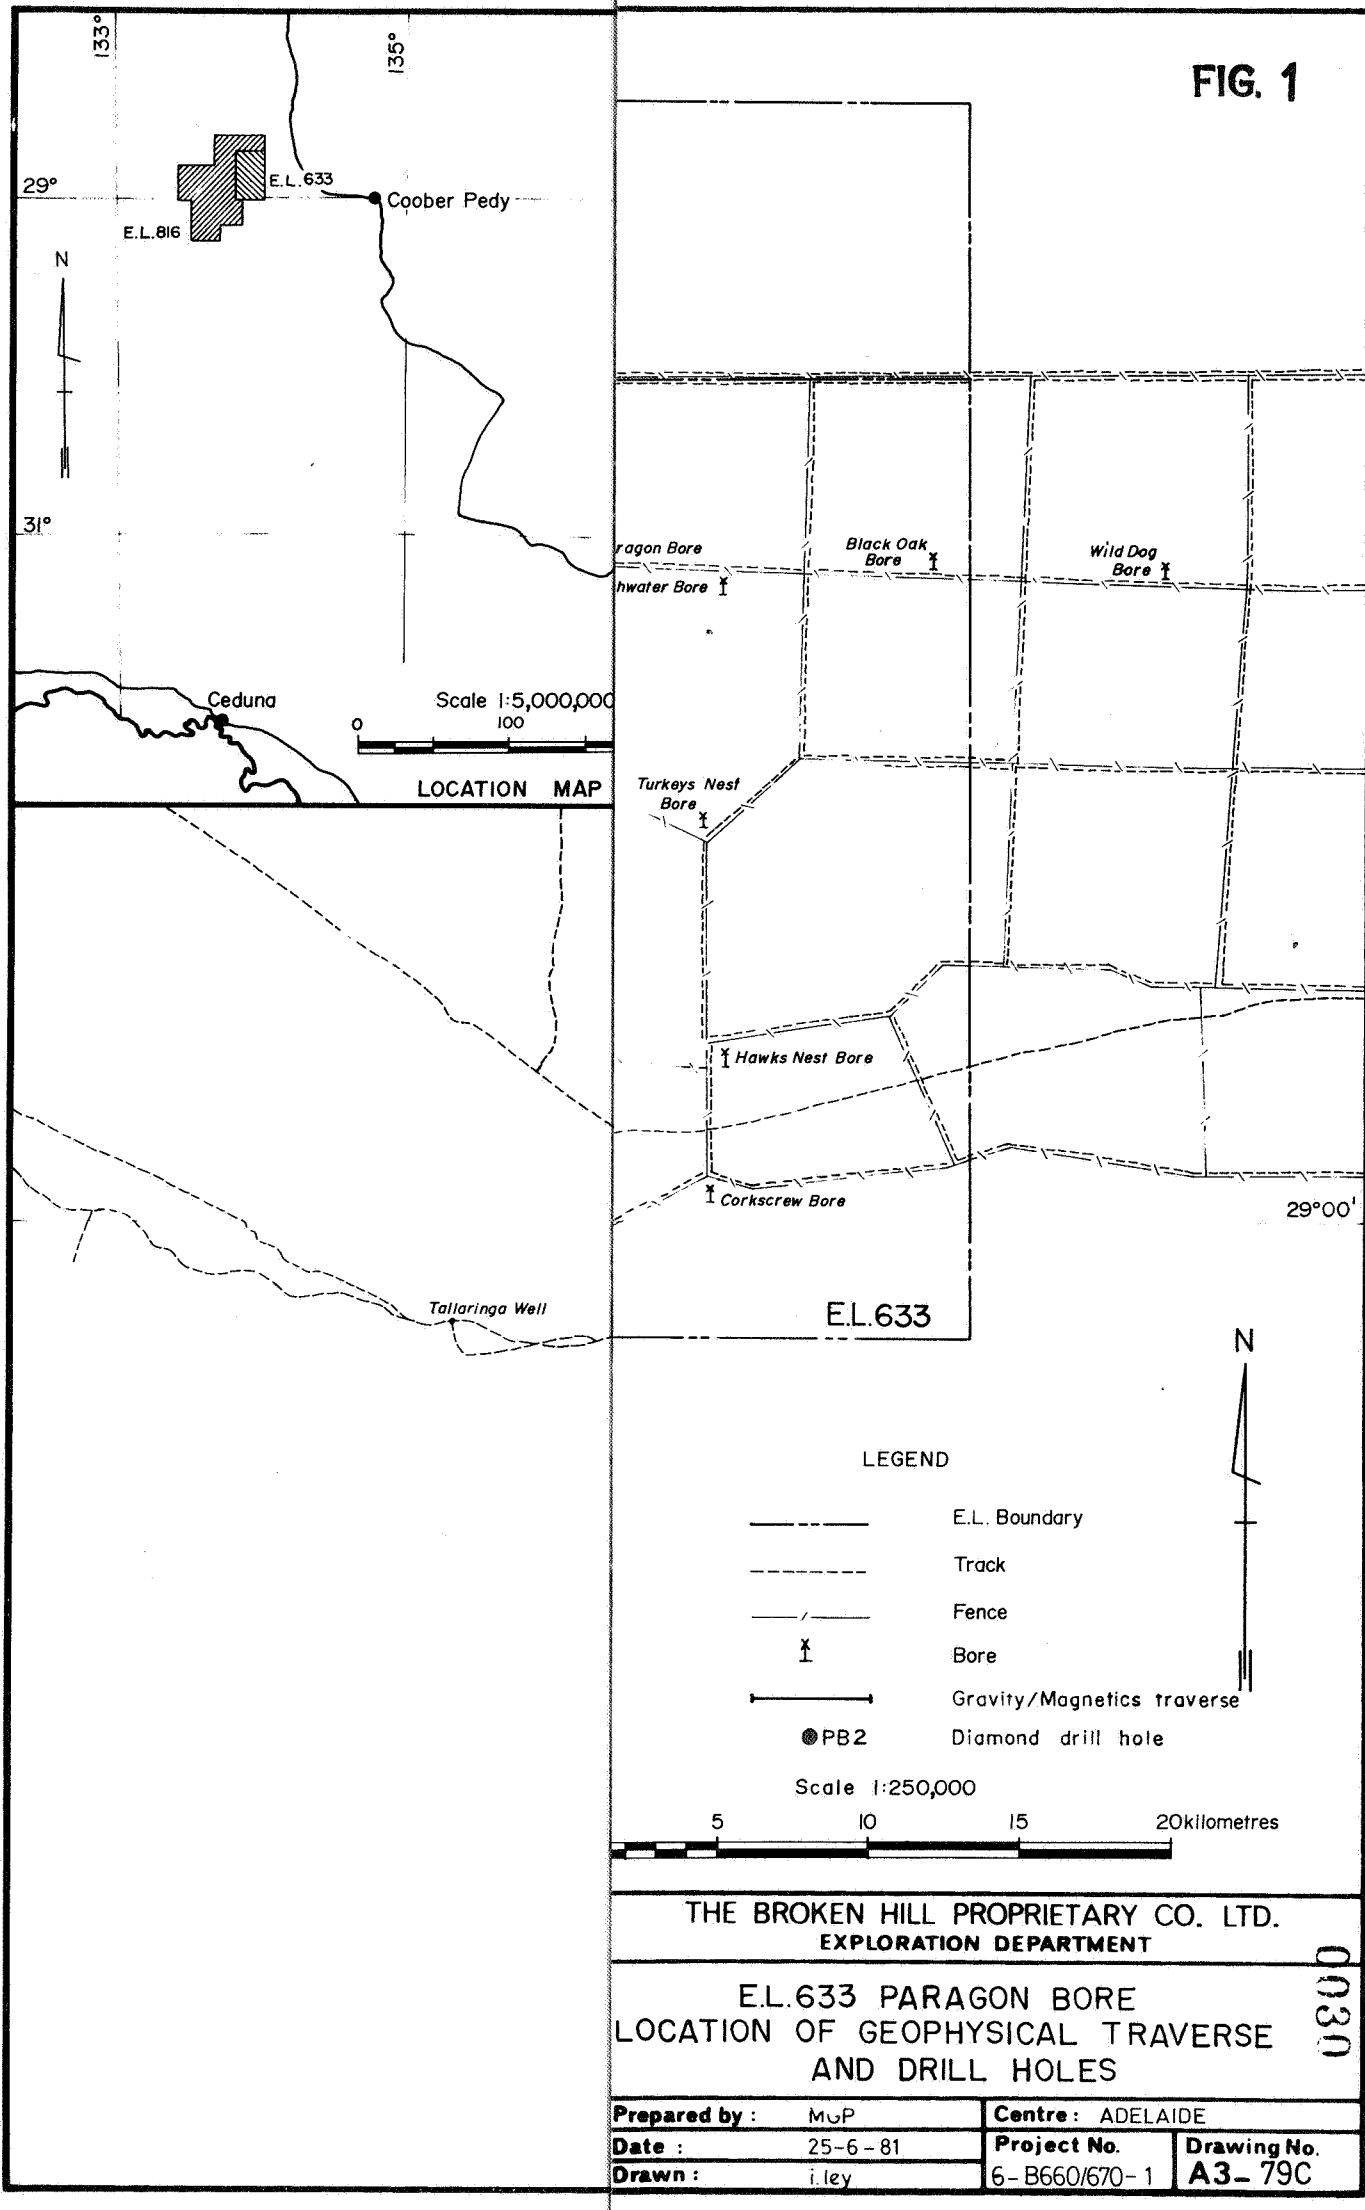 FIG. 1
133°
135°
29°
E.L.633
Coober Pedy
E.L.816
N
31°
Ceduna
Scale 1:5,000,000
0 100
LOCATION MAP
ragon Bore
hwater Bore
Black Oak
Bore
Wild Dog
Bore
Turkeys Nest
Bore
Hawks Nest Bore
Corkscrew Bore
29°00'
Tallaringa Well
E.L.633
N
LEGEND
E.L. Boundary
Track
Fence
Bore
Gravity/Magnetics traverse
PB2 Diamond drill hole
Scale 1:250,000
5 10 15 20 kilometres
THE BROKEN HILL PROPRIETARY CO. LTD.
EXPLORATION DEPARTMENT
0030
E.L.633 PARAGON BORE
LOCATION OF GEOPHYSICAL TRAVERSE
AND DRILL HOLES
Prepared by :
Centre : ADELAIDE
Date : 25-6-81
Project No.
6-B660/670-1
Drawing No.
A3-79C
Drawn : i.ley